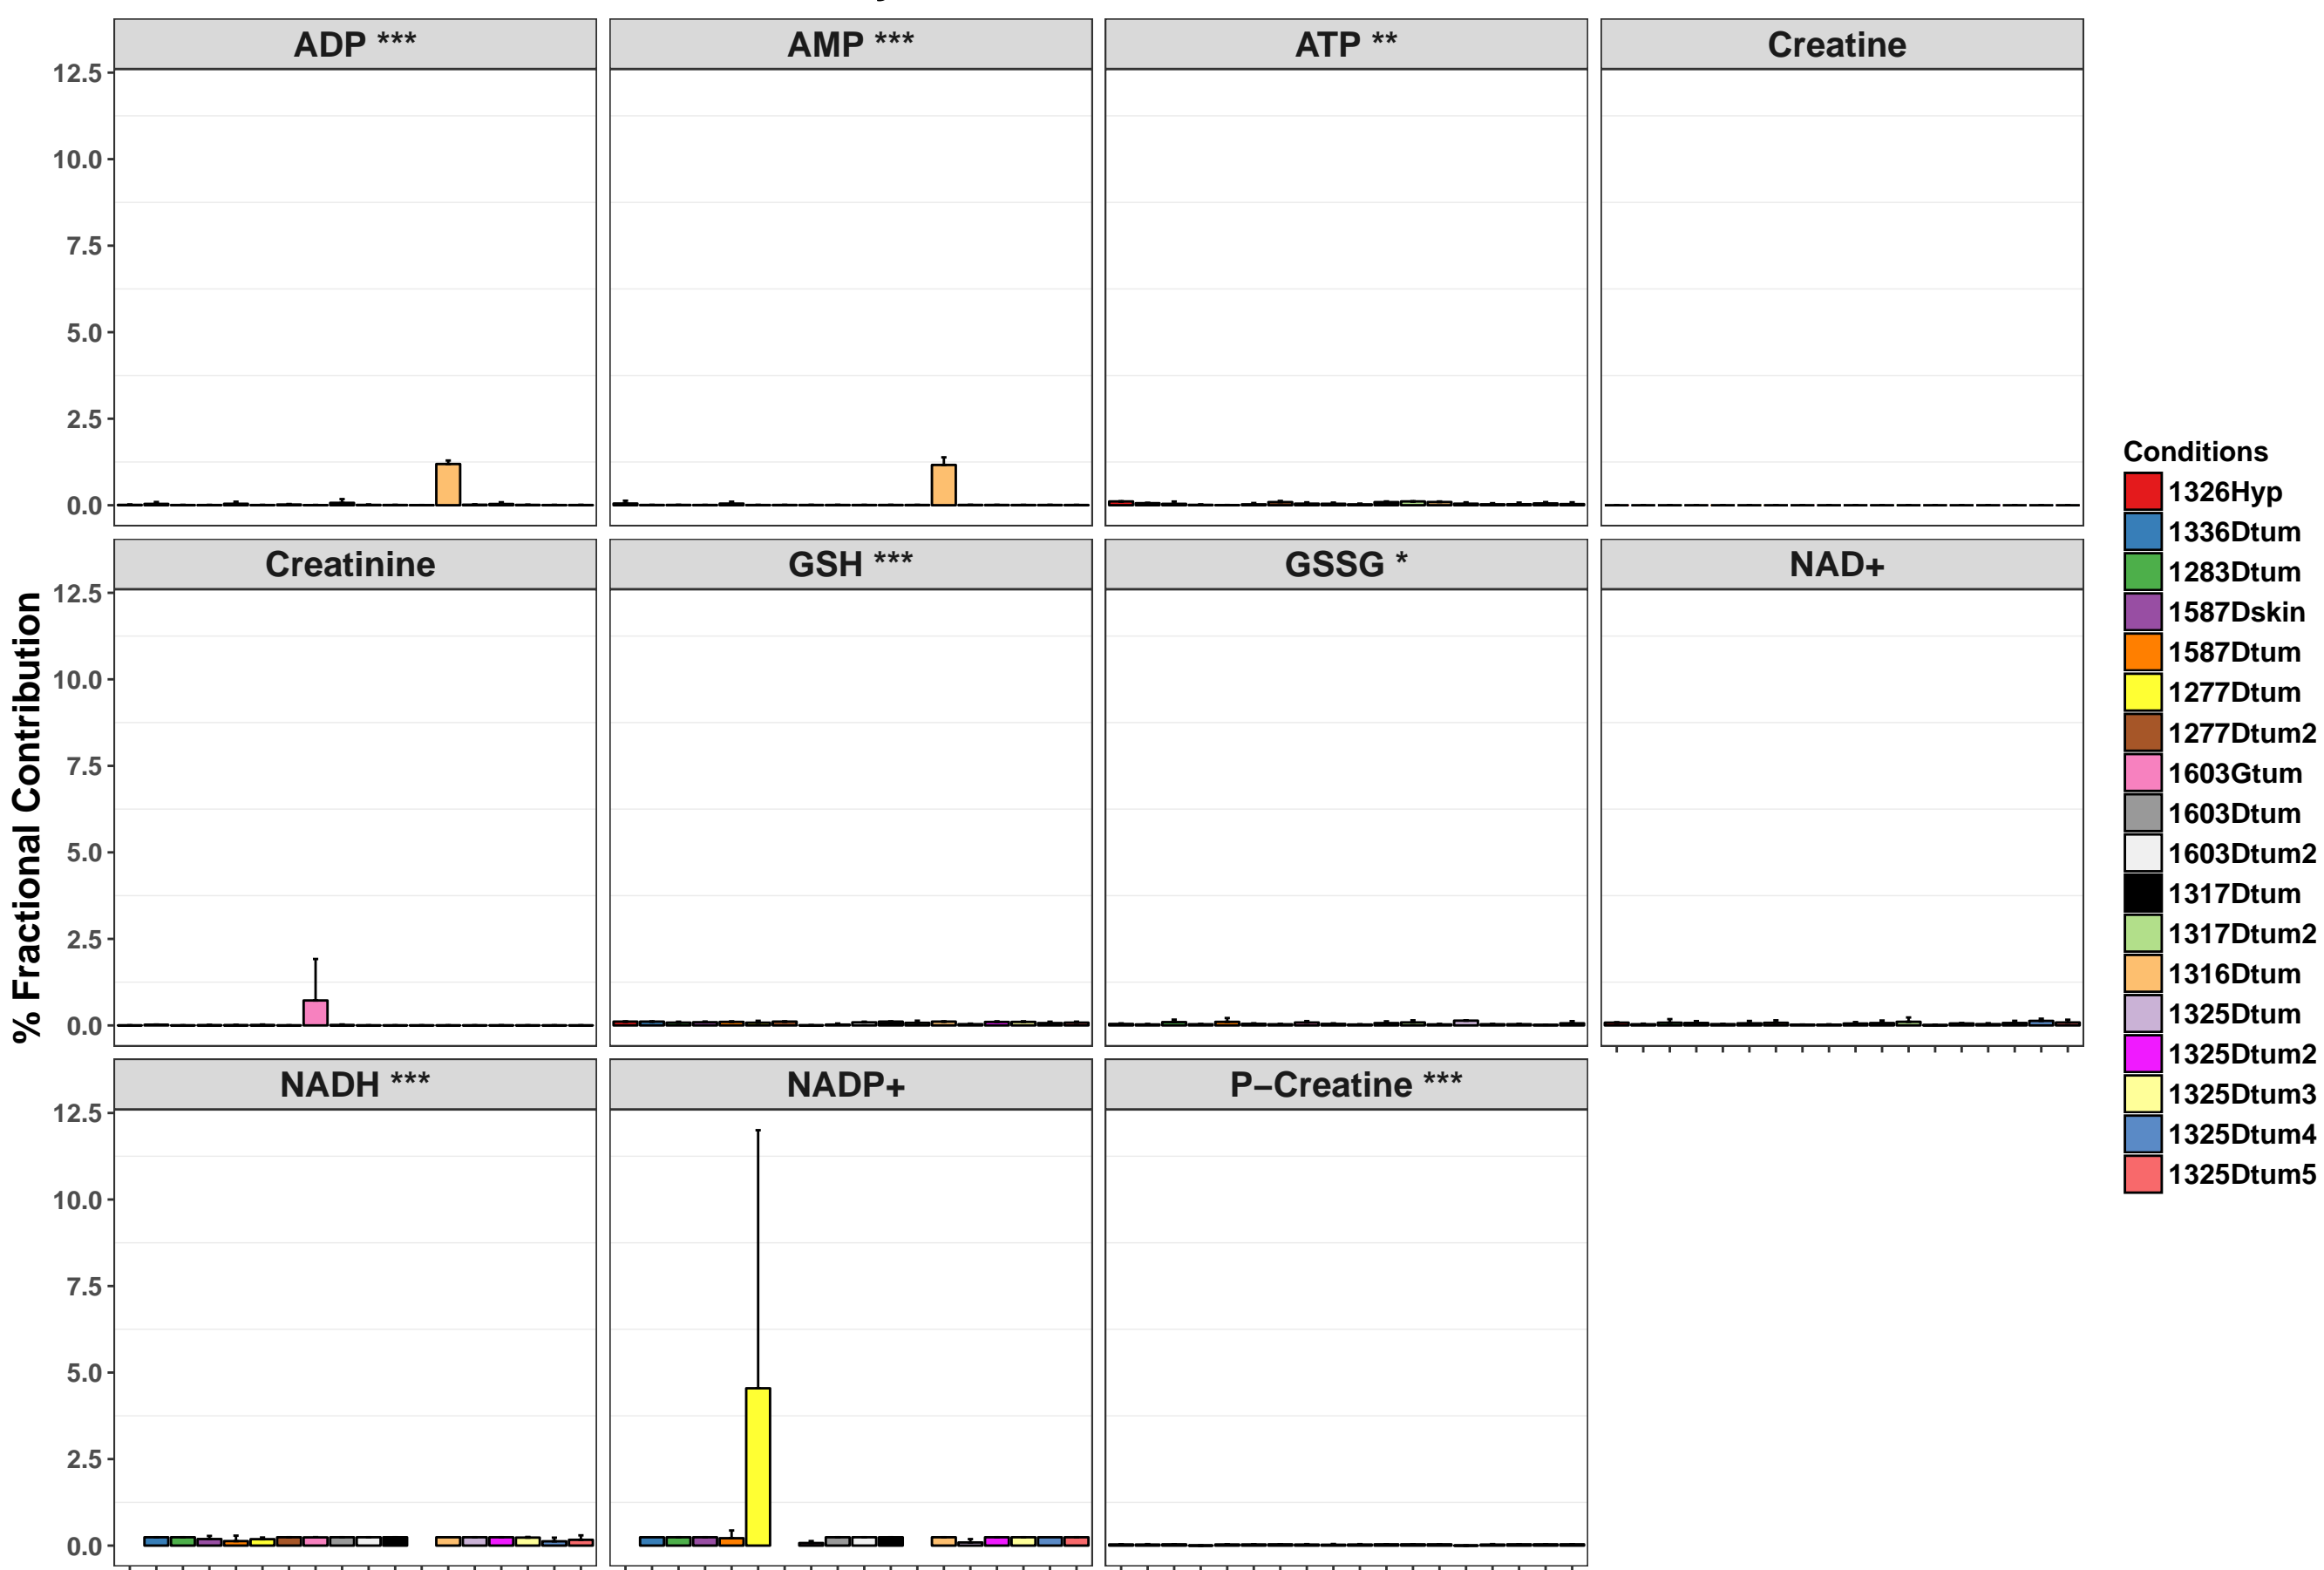 ADP *** AMP *** ATP ** Creatine
12.5
10.0
7.5
5.0
2.5
0.0
Creatinine GSH *** GSSG * NAD+
12.5
10.0
7.5
5.0
2.5
0.0
NADH *** NADP+ P−Creatine ***
12.5
10.0
7.5
5.0
2.5
0.0
% Fractional Contribution
Conditions
1326Hyp
1336Dtum
1283Dtum
1587Dskin
1587Dtum
1277Dtum
1277Dtum2
1603Gtum
1603Dtum
1603Dtum2
1317Dtum
1317Dtum2
1316Dtum
1325Dtum
1325Dtum2
1325Dtum3
1325Dtum4
1325Dtum5